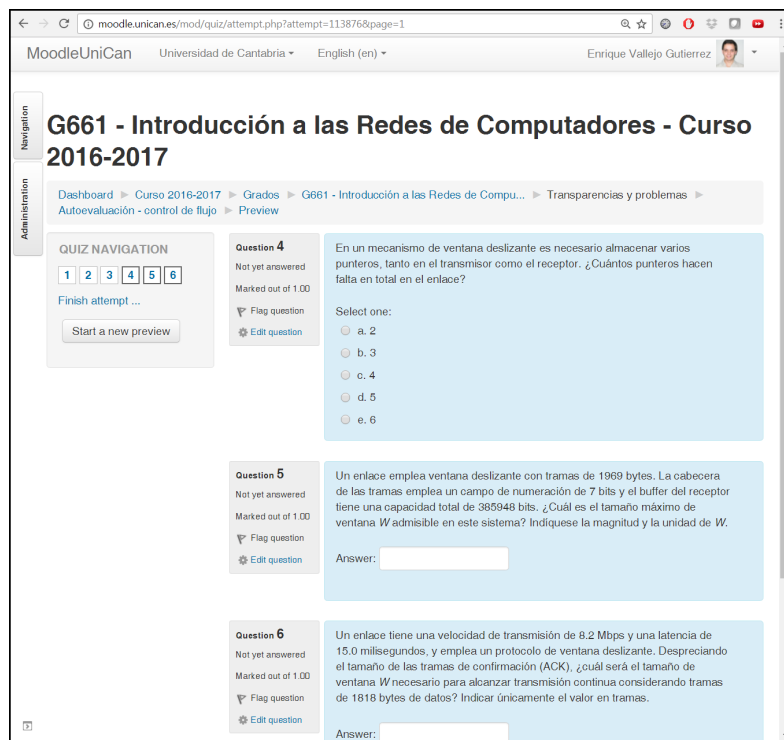 moodle.unican.es/mod/quiz/attempt.php?attempt=113876&page=1
MoodleUniCan
Universidad de Cantabria
English (en)
Enrique Vallejo Gutierrez
Navigation
Administration
G661 - Introducción a las Redes de Computadores - Curso
2016-2017
Dashboard ▶ Curso 2016-2017 ▶ Grados ▶ G661 - Introducción a las Redes de Compu... ▶ Transparencias y problemas ▶
Autoevaluación - control de flujo ▶ Preview
QUIZ NAVIGATION
1 2 3 4 5 6
Finish attempt ...
Start a new preview
Question 4
Not yet answered
Marked out of 1.00
Flag question
Edit question
En un mecanismo de ventana deslizante es necesario almacenar varios
punteros, tanto en el transmisor como el receptor. ¿Cuántos punteros hacen
falta en total en el enlace?
Select one:
a. 2
b. 3
c. 4
d. 5
e. 6
Question 5
Not yet answered
Marked out of 1.00
Flag question
Edit question
Un enlace emplea ventana deslizante con tramas de 1969 bytes. La cabecera
de las tramas emplea un campo de numeración de 7 bits y el buffer del receptor
tiene una capacidad total de 385948 bits. ¿Cuál es el tamaño máximo de
ventana W admisible en este sistema? Indíquese la magnitud y la unidad de W.
Answer:
Question 6
Not yet answered
Marked out of 1.00
Flag question
Edit question
Un enlace tiene una velocidad de transmisión de 8.2 Mbps y una latencia de
15.0 milisegundos, y emplea un protocolo de ventana deslizante. Despreciando
el tamaño de las tramas de confirmación (ACK), ¿cuál será el tamaño de
ventana W necesario para alcanzar transmisión continua considerando tramas
de 1818 bytes de datos? Indicar únicamente el valor en tramas.
Answer: